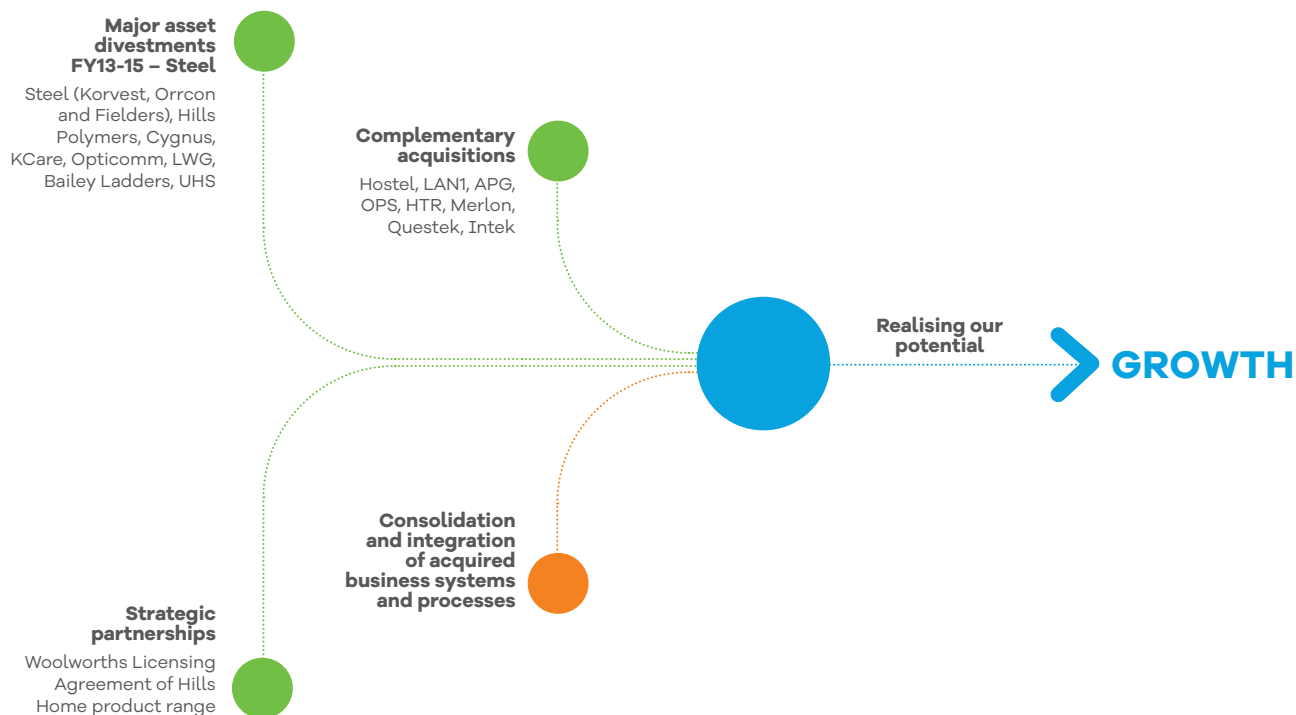 Major asset
divestments
FY13-15 – Steel
Steel (Korvest, Orrcon
and Fielders), Hills
Polymers, Cygnus,
KCare, Opticomm, LWG,
Bailey Ladders, UHS
Complementary
acquisitions
Hostel, LAN1, APG,
OPS, HTR, Merlon,
Questek, Intek
Realising our
potential
GROWTH
Consolidation
and integration
of acquired
business systems
and processes
Strategic
partnerships
Woolworths Licensing
Agreement of Hills
Home product range